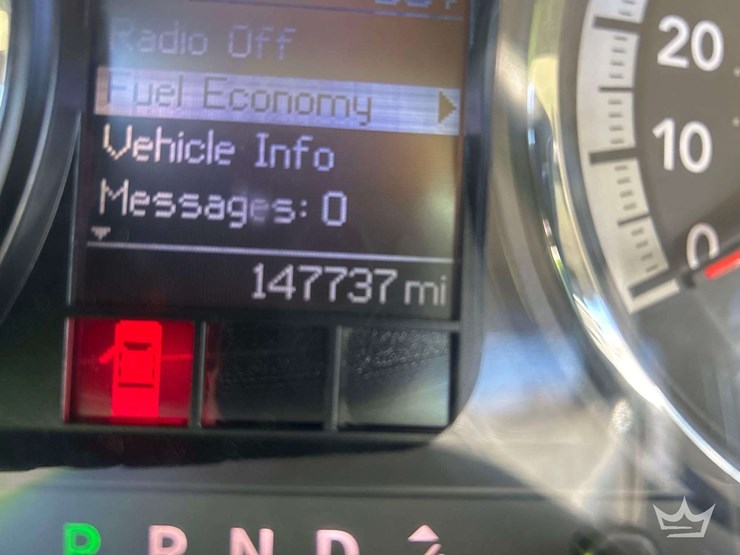 Radio Off
Fuel Economy
Vehicle Info
Messages: 0
147737 mi
20
10
0
P R N D